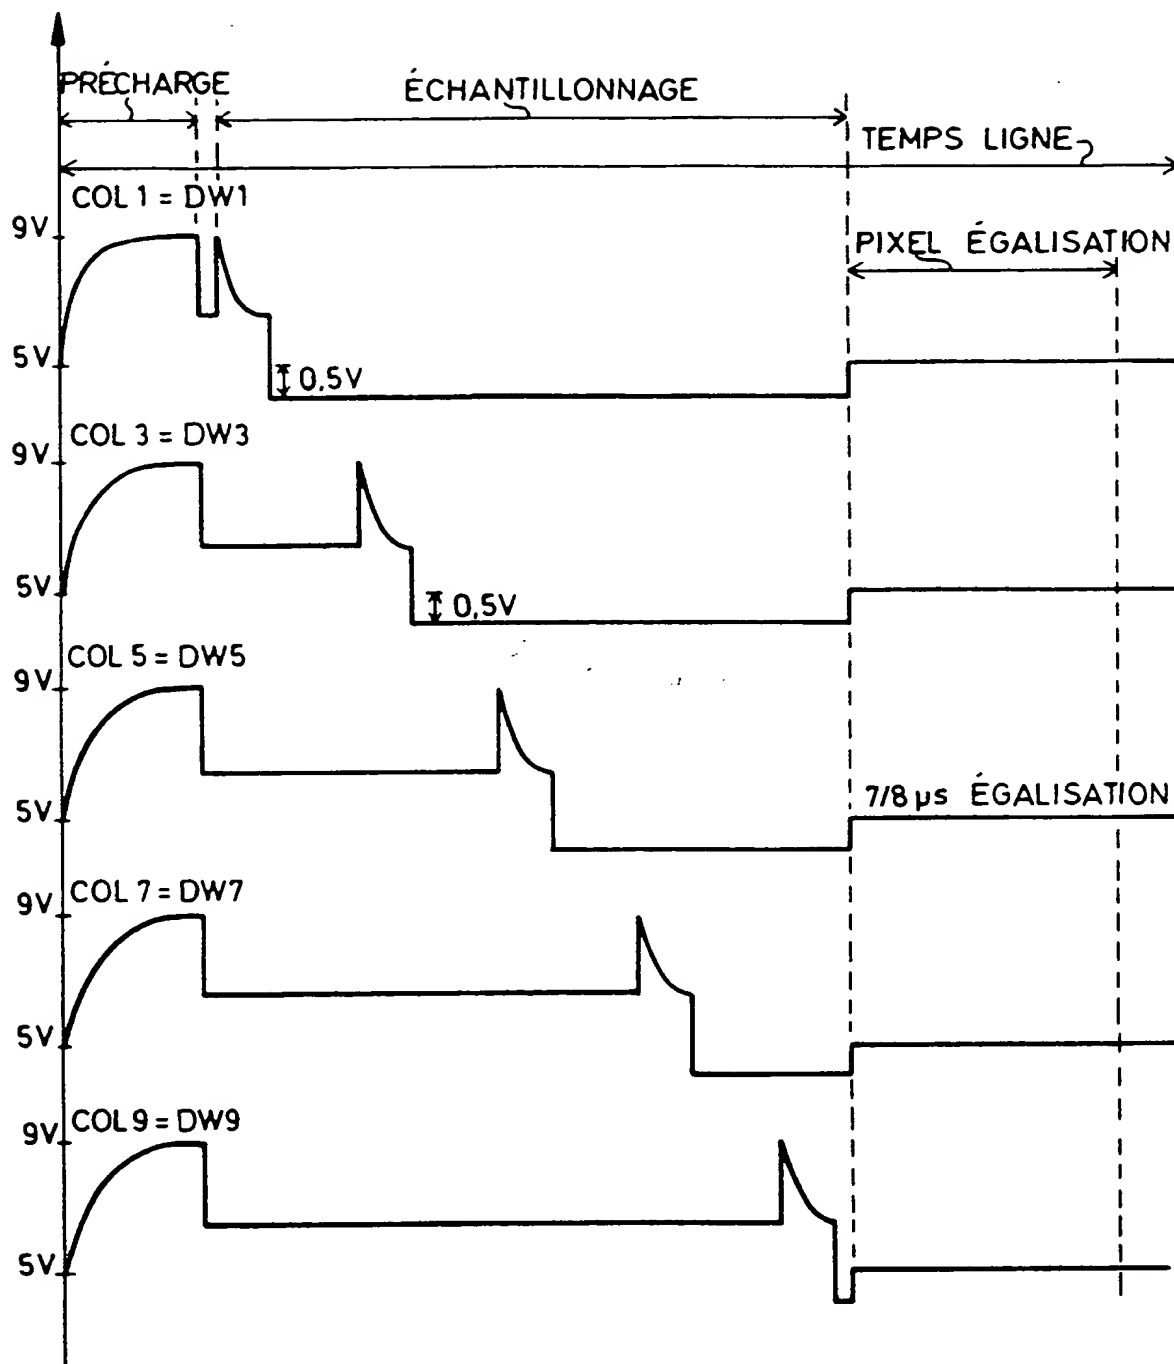 PRÉCHARGE
ÉCHANTILLONNAGE
TEMPS LIGNE
COL 1 = DW1
9V
PIXEL ÉGALISATION
5V
0,5V
COL 3 = DW3
9V
5V
0,5V
COL 5 = DW5
9V
7/8 µs ÉGALISATION
5V
COL 7 = DW7
9V
5V
COL 9 = DW9
9V
5V